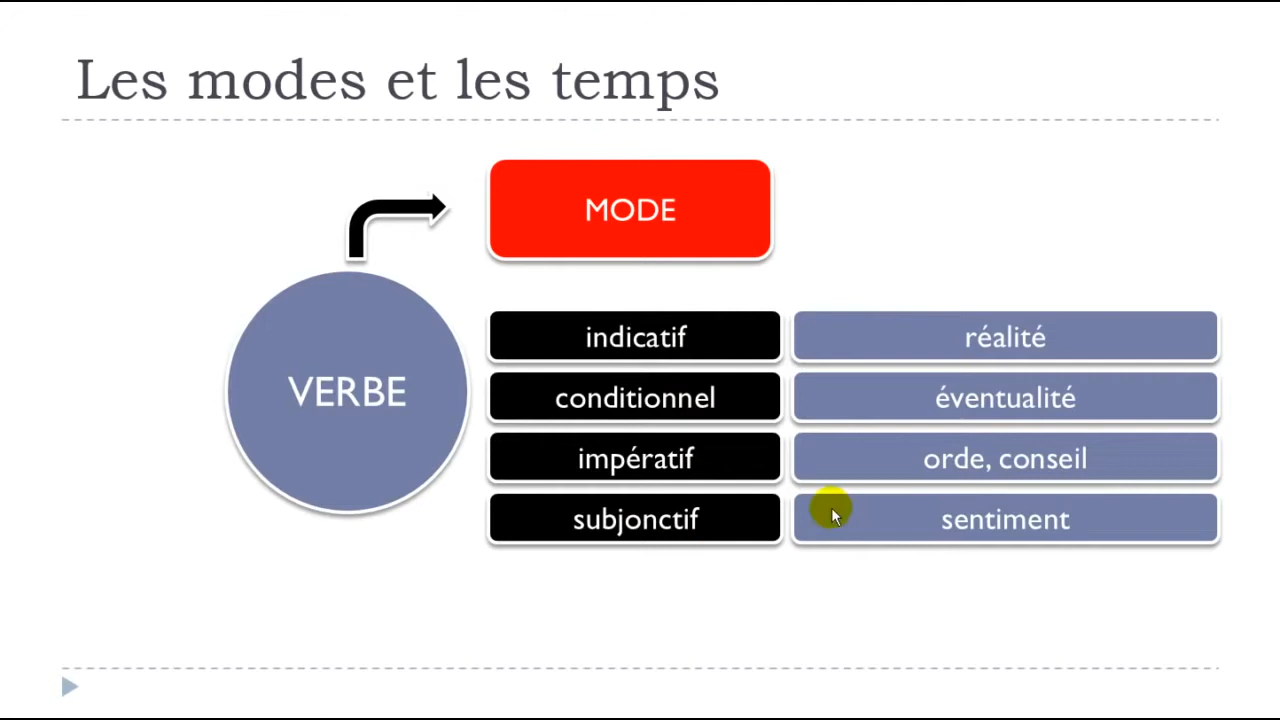 Les modes et les temps
MODE
VERBE
indicatif
réalité
conditionnel
éventualité
impératif
orde, conseil
subjonctif
sentiment